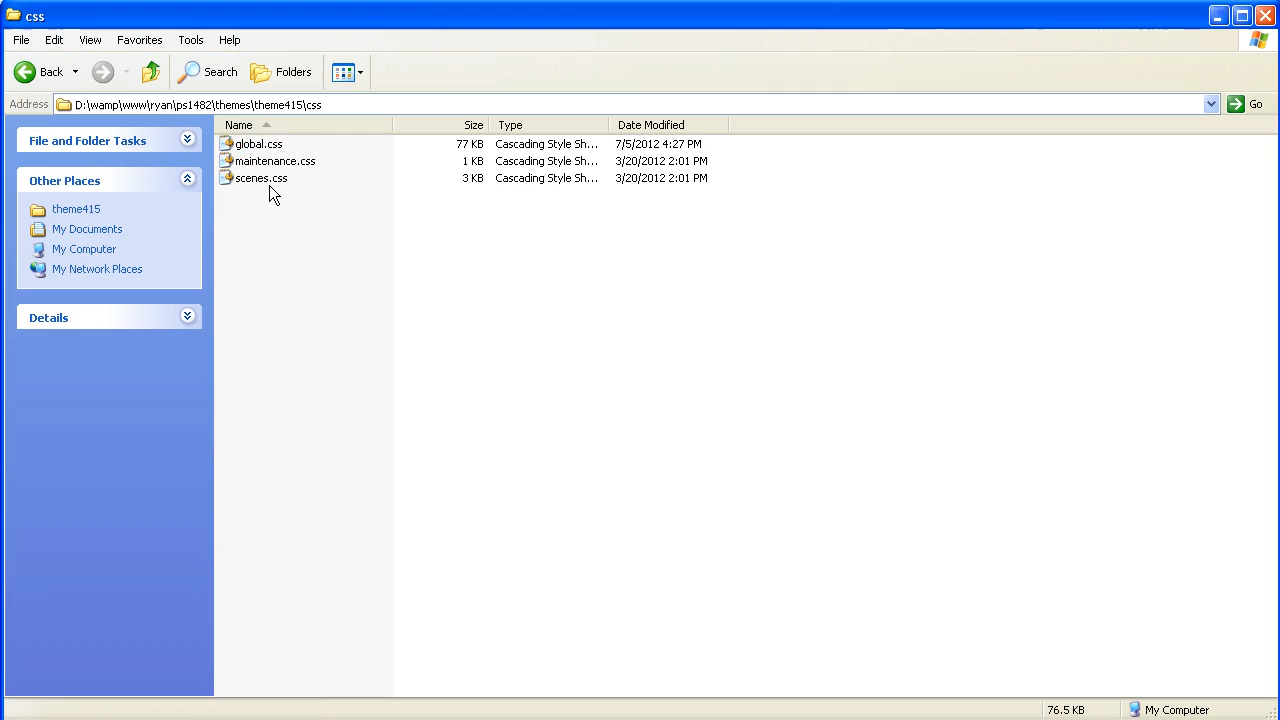 css
File Edit View Favorites Tools Help
Back Search Folders
Address D:\wamp\www\ryan\ps1482\themes\theme415\css Go
File and Folder Tasks
Other Places
theme415
My Documents
My Computer
My Network Places
Details
Name Size Type Date Modified
global.css 77 KB Cascading Style Sh... 7/5/2012 4:27 PM
maintenance.css 1 KB Cascading Style Sh... 3/20/2012 2:01 PM
scenes.css 3 KB Cascading Style Sh... 3/20/2012 2:01 PM
76.5 KB My Computer